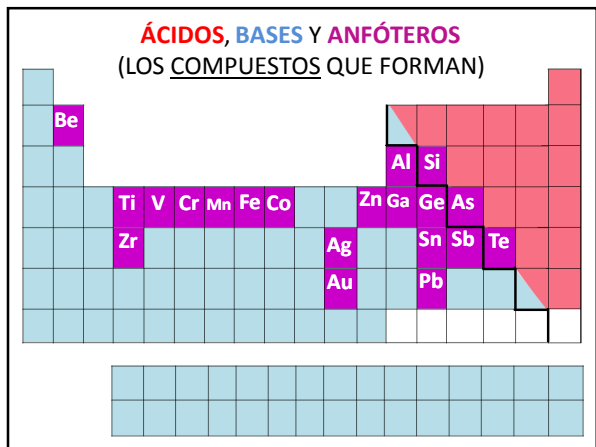 ÁCIDOS, BASES Y ANFÓTEROS
(LOS COMPUESTOS QUE FORMAN)
Be
Al Si
Ti V Cr Mn Fe Co Zn Ga Ge As
Zr Ag Sn Sb Te
Au Pb